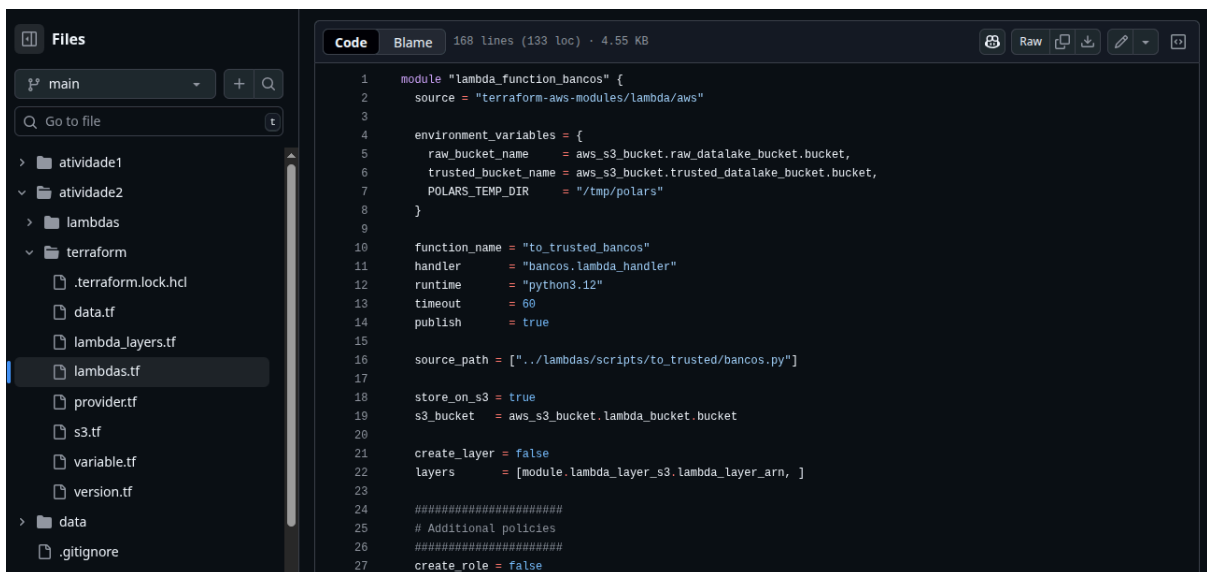 Files
main
Go to file
t
atividade1
atividade2
lambdas
terraform
.terraform.lock.hcl
data.tf
lambda_layers.tf
lambdas.tf
provider.tf
s3.tf
variable.tf
version.tf
data
.gitignore
Code Blame 168 lines (133 loc) · 4.55 KB Raw
1 module "lambda_function_bancos" {
2 source = "terraform-aws-modules/lambda/aws"
3
4 environment_variables = {
5 raw_bucket_name = aws_s3_bucket.raw_datalake_bucket.bucket,
6 trusted_bucket_name = aws_s3_bucket.trusted_datalake_bucket.bucket,
7 POLARS_TEMP_DIR = "/tmp/polars"
8 }
9
10 function_name = "to_trusted_bancos"
11 handler = "bancos.lambda_handler"
12 runtime = "python3.12"
13 timeout = 60
14 publish = true
15
16 source_path = ["../lambdas/scripts/to_trusted/bancos.py"]
17
18 store_on_s3 = true
19 s3_bucket = aws_s3_bucket.lambda_bucket.bucket
20
21 create_layer = false
22 layers = [module.lambda_layer_s3.lambda_layer_arn, ]
23
24 ######################
25 # Additional policies
26 ######################
27 create_role = false